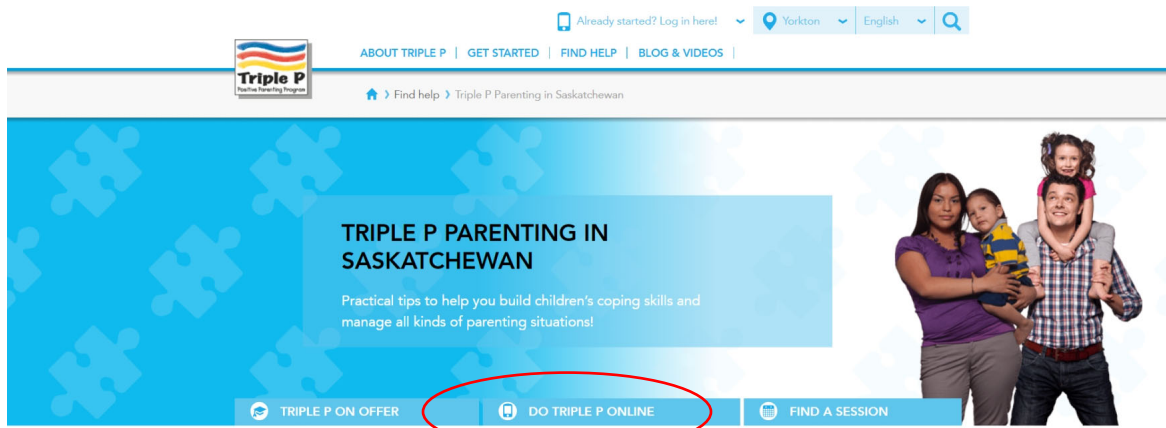 Already started? Log in here!
Yorkton
English
Triple P
Positive Parenting Program
ABOUT TRIPLE P | GET STARTED | FIND HELP | BLOG & VIDEOS |
Find help Triple P Parenting in Saskatchewan
TRIPLE P PARENTING IN
SASKATCHEWAN
Practical tips to help you build children's coping skills and
manage all kinds of parenting situations!
TRIPLE P ON OFFER
DO TRIPLE P ONLINE
FIND A SESSION